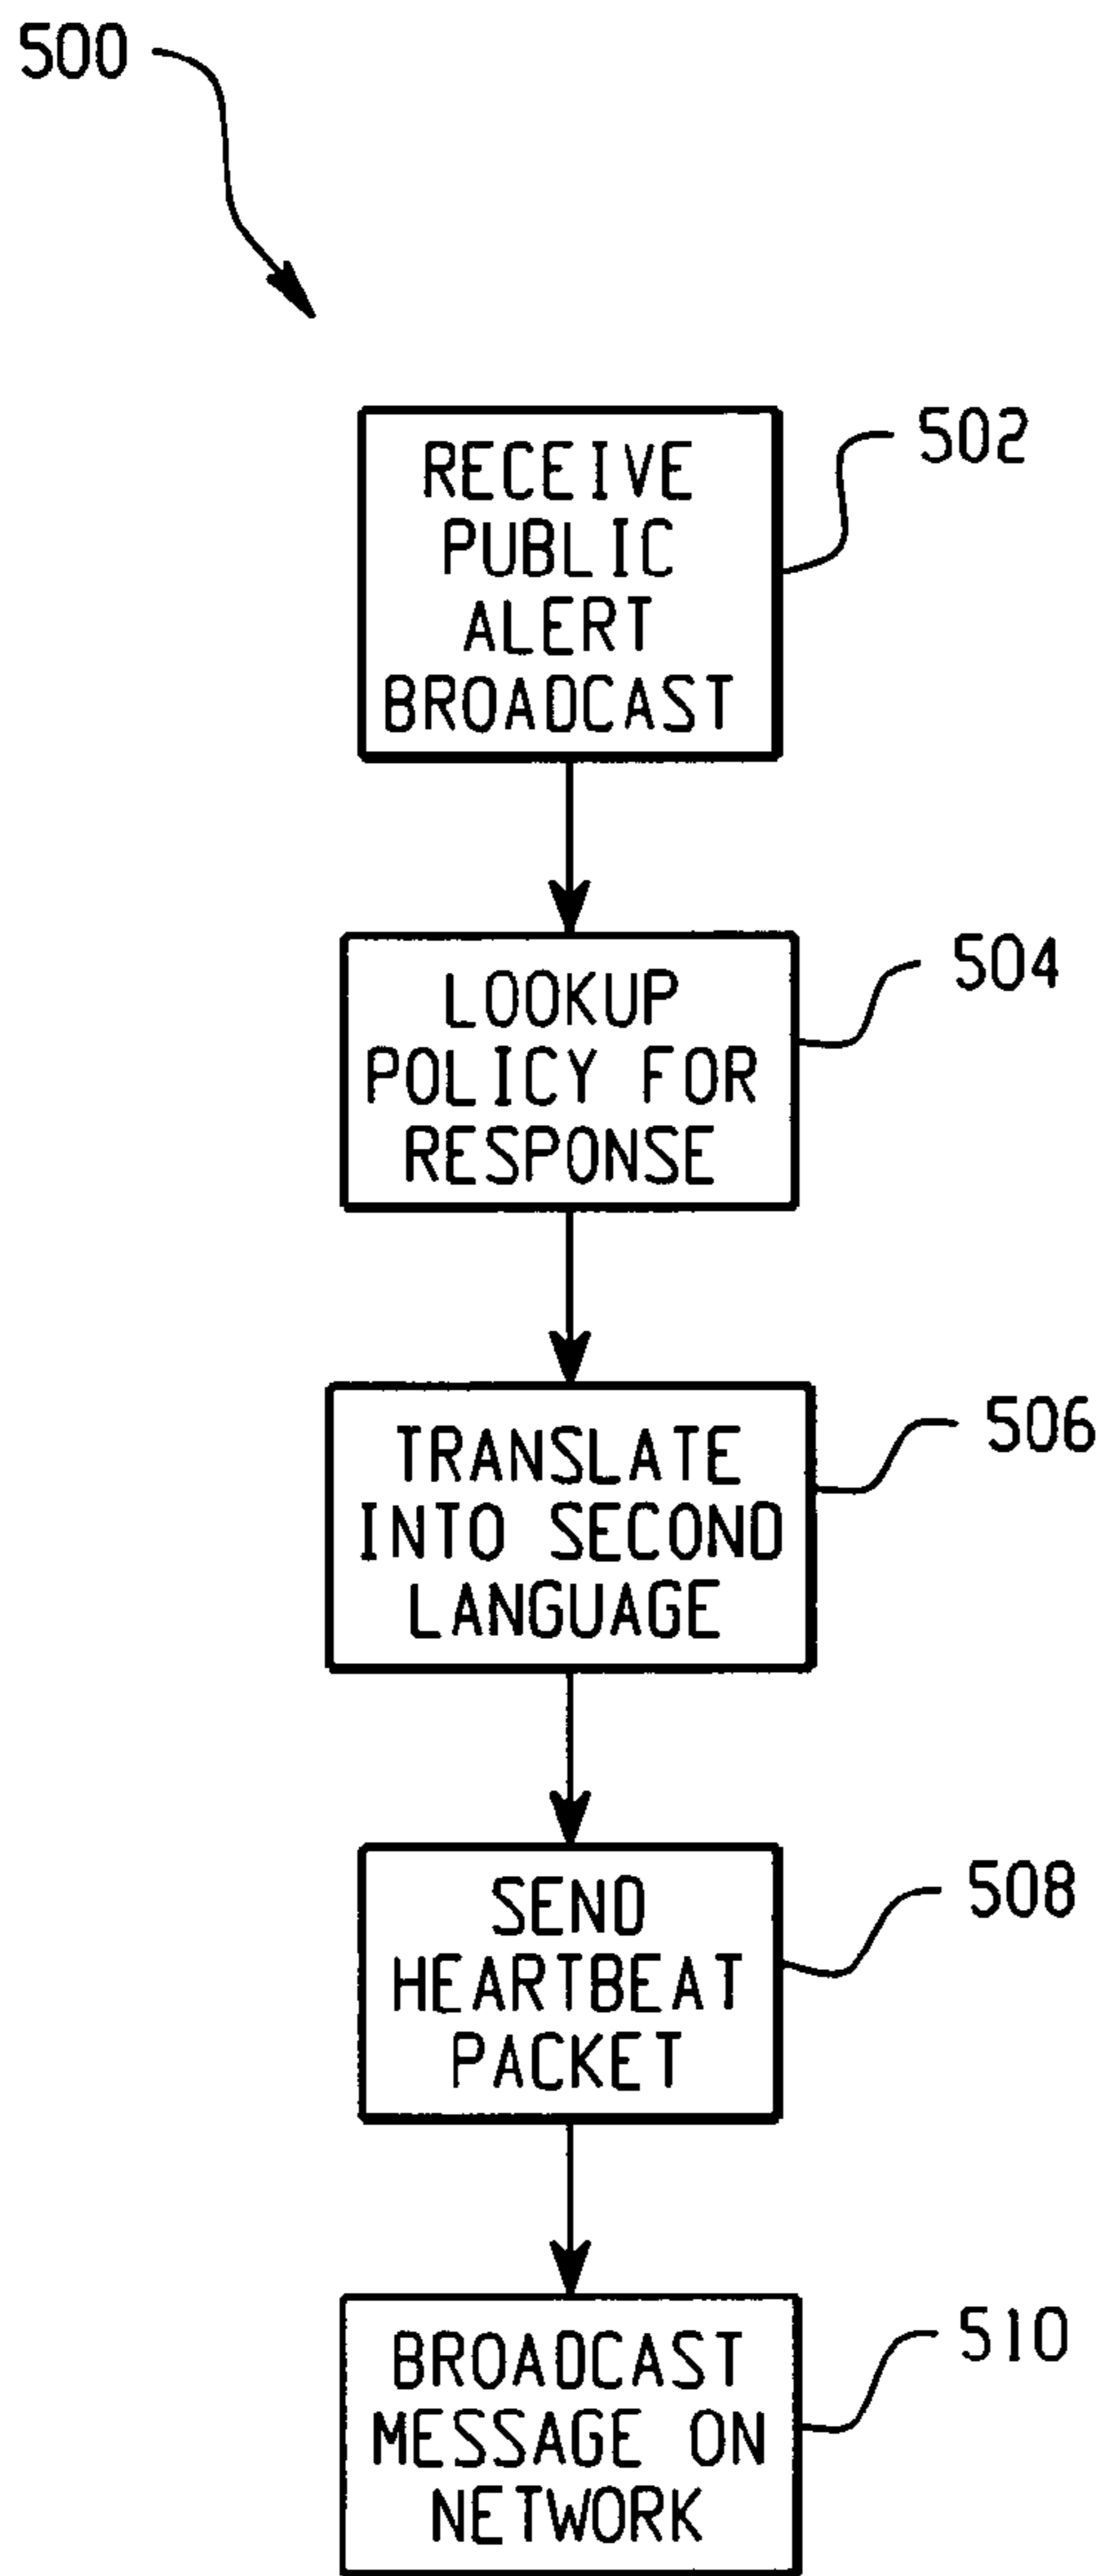 500
RECEIVE
PUBLIC
ALERT
BROADCAST
502
LOOKUP
POLICY FOR
RESPONSE
504
TRANSLATE
INTO SECOND
LANGUAGE
506
SEND
HEARTBEAT
PACKET
508
BROADCAST
MESSAGE ON
NETWORK
510